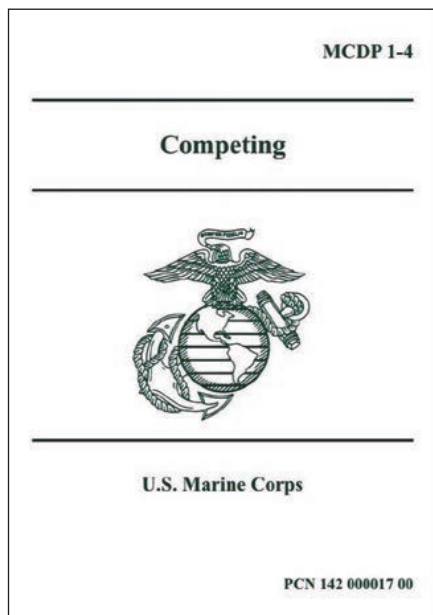 MCDP 1-4
Competing
U.S. Marine Corps
PCN 142 000017 00